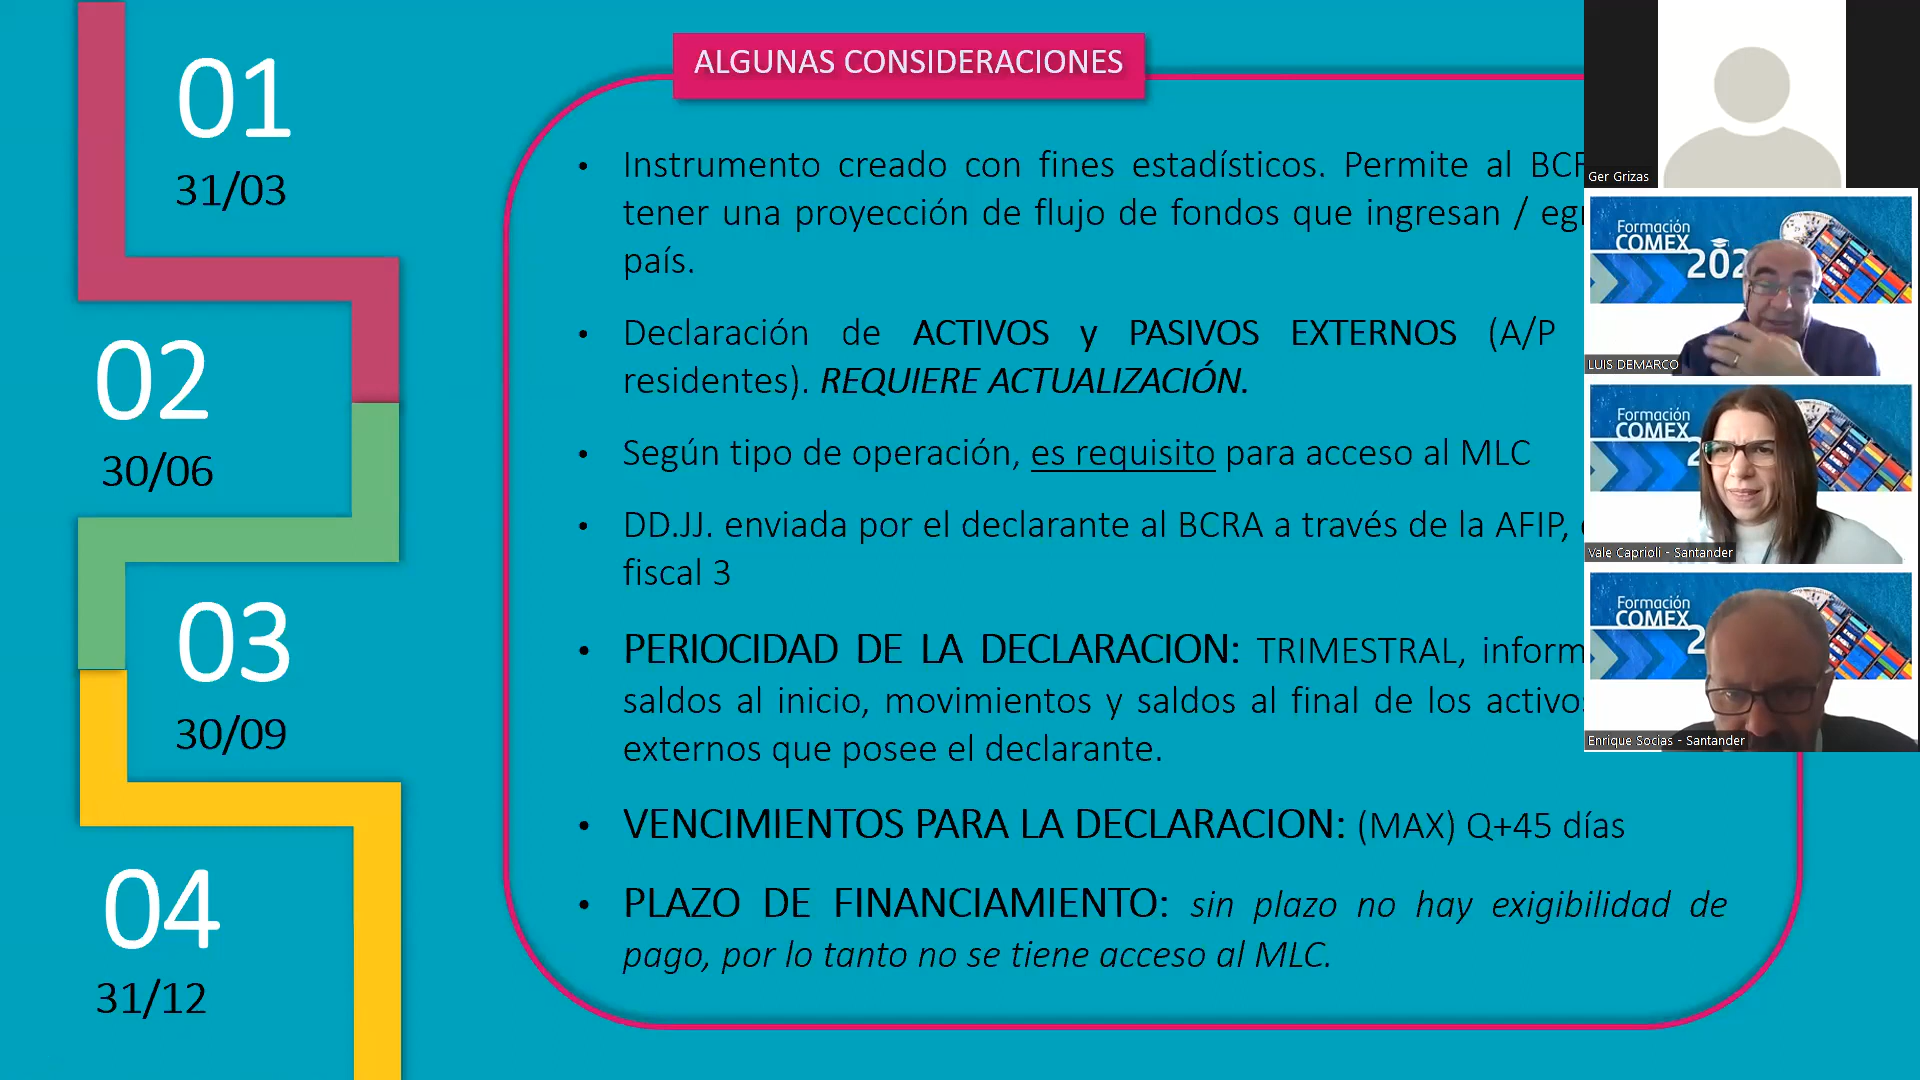 01
31/03
02
30/06
03
30/09
04
31/12
ALGUNAS CONSIDERACIONES
• Instrumento creado con fines estadísticos. Permite al
tener una proyección de flujo de fondos que ingresan /
país.
• Declaración de ACTIVOS y PASIVOS EXTERNOS (A/P
residentes). REQUIERE ACTUALIZACIÓN.
• Según tipo de operación, es requisito para acceso al MLC
• DD.JJ. enviada por el declarante al BCRA a través de la AFIP,
fiscal 3
• PERIOCIDAD DE LA DECLARACION: TRIMESTRAL,
saldos al inicio, movimientos y saldos al final de los
externos que posee el declarante.
• VENCIMIENTOS PARA LA DECLARACION: (MAX) Q+45 días
• PLAZO DE FINANCIAMIENTO: sin plazo no hay exigibilidad de
pago, por lo tanto no se tiene acceso al MLC.
Ger Grizas
Formación
COMEX
LUIS DEMARCO
Formación
COMEX
Vale Caprioli - Santander
Formación
COMEX
Enrique Socias - Santander